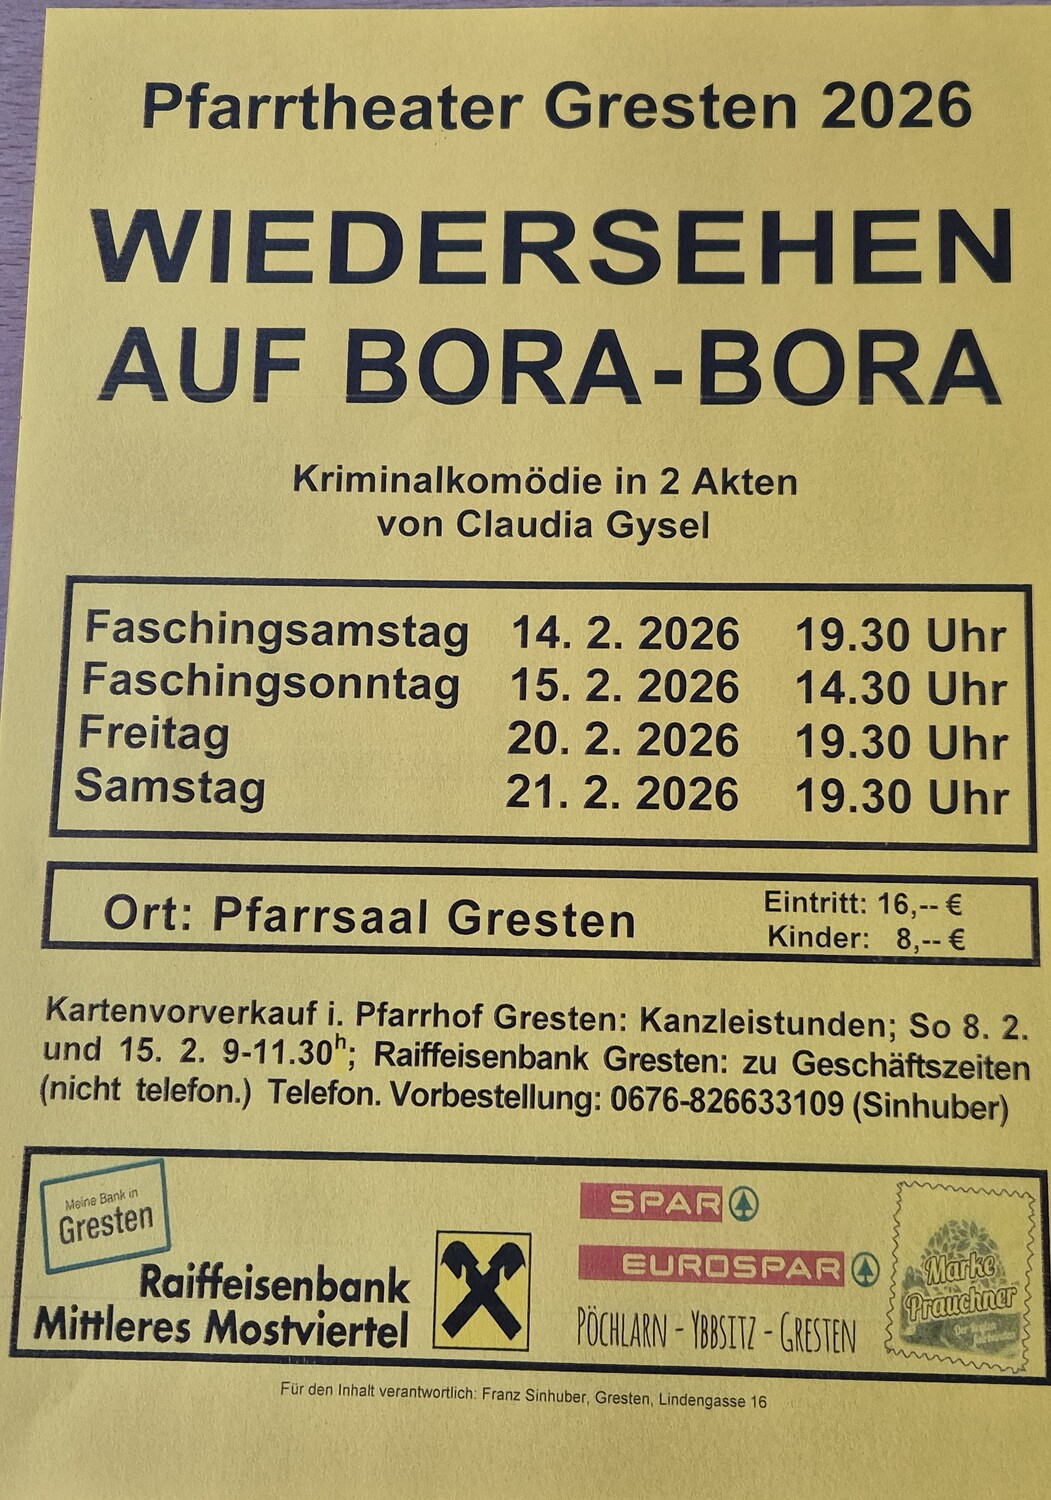 Pfarrtheater Gresten 2026
WIEDERSEHEN
AUF BORA-BORA
Kriminalkomödie in 2 Akten
von Claudia Gysel
Faschingsamstag 14. 2. 2026 19.30 Uhr
Faschingsonntag 15. 2. 2026 14.30 Uhr
Freitag 20. 2. 2026 19.30 Uhr
Samstag 21. 2. 2026 19.30 Uhr
Ort: Pfarrsaal Gresten
Eintritt: 16,-- €
Kinder: 8,-- €
Kartenvorverkauf i. Pfarrhof Gresten: Kanzleistunden; So 8. 2.
und 15. 2. 9-11.30h; Raiffeisenbank Gresten: zu Geschäftszeiten
(nicht telefon.) Telefon. Vorbestellung: 0676-826633109 (Sinhuber)
Meine Bank in
Gresten
Raiffeisenbank
Mittleres Mostviertel
SPAR
EUROSPAR
PÖCHLARN - YBBSITZ - GRESTEN
Marke
Prauchner
Für den Inhalt verantwortlich: Franz Sinhuber, Gresten, Lindengasse 16